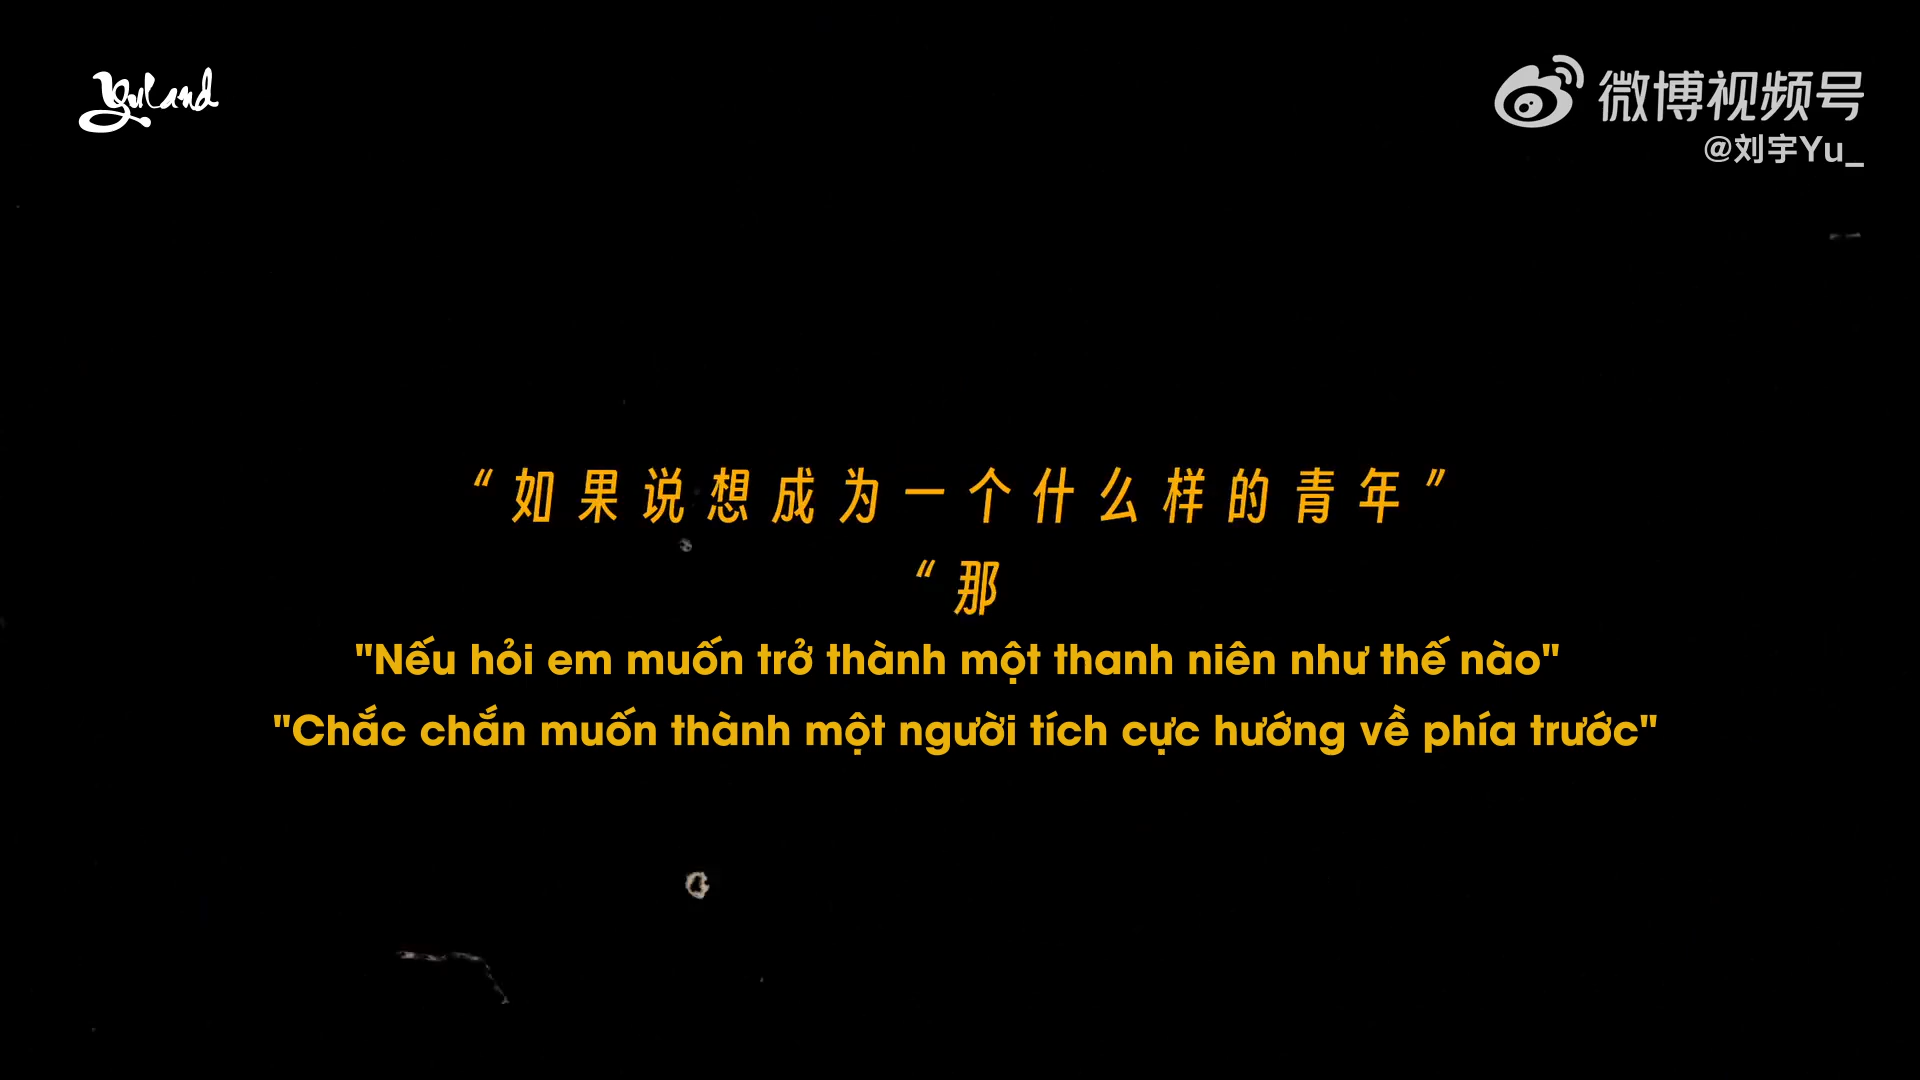 Yuland
微博视频号
@刘宇Yu_
“如果说想成为一个什么样的青年”
“那
"Nếu hỏi em muốn trở thành một thanh niên như thế nào"
"Chắc chắn muốn thành một người tích cực hướng về phía trước"